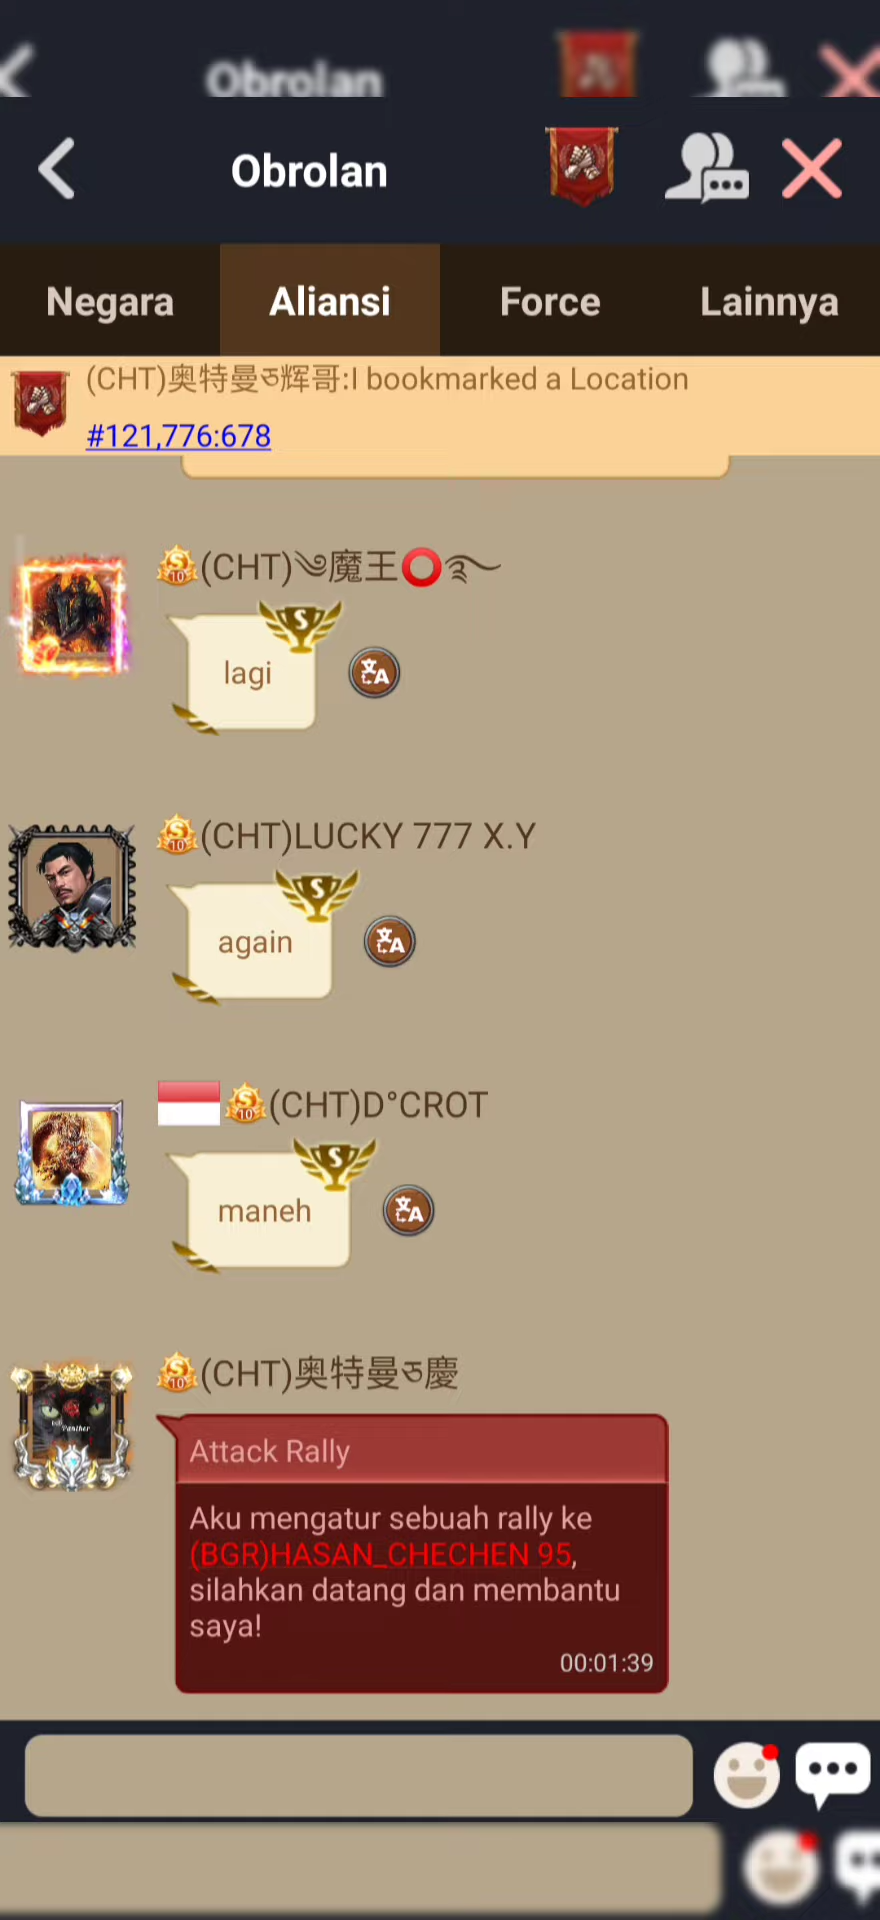 Obrolan
Obrolan
Negara
Aliansi
Force
Lainnya
(CHT)奥特曼ଟ辉哥:I bookmarked a Location
#121,776:678
(CHT)༄魔王⭕࿐
lagi
(CHT)LUCKY 777 X.Y
again
(CHT)D°CROT
maneh
(CHT)奥特曼ଟ慶
Attack Rally
Aku mengatur sebuah rally ke
(BGR)HASAN_CHECHEN 95,
silahkan datang dan membantu
saya!
00:01:39